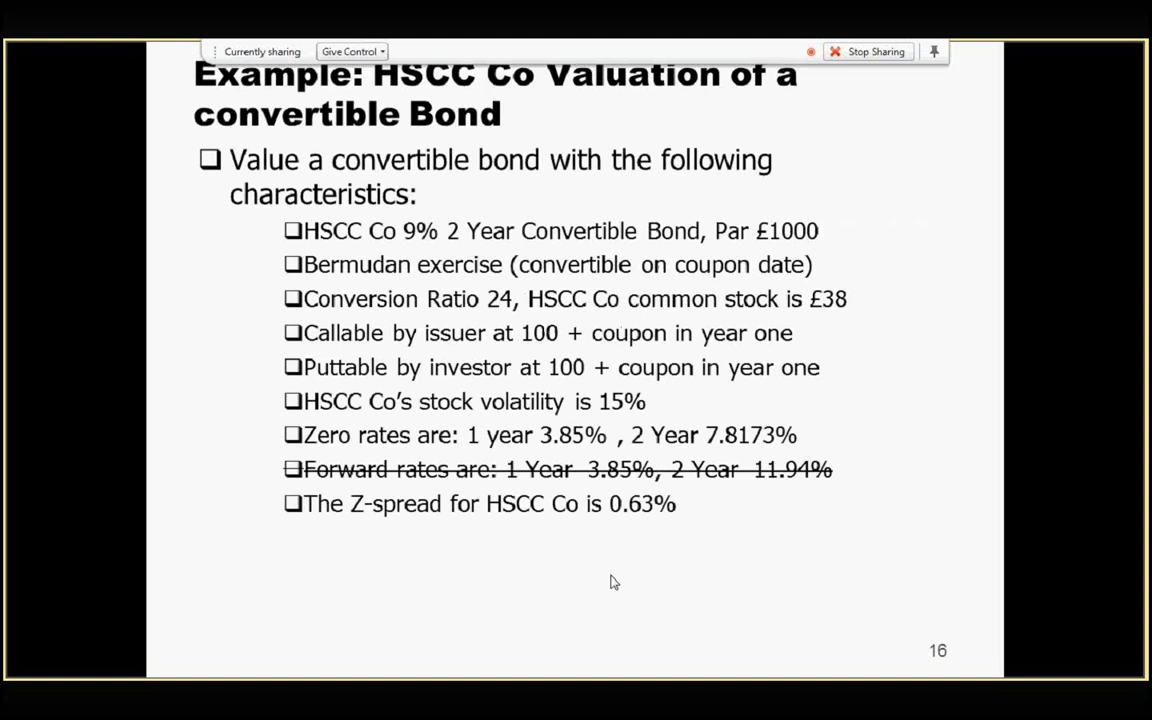 Currently sharing Give Control Stop Sharing
Example: HSCC Co Valuation of a
convertible Bond
Value a convertible bond with the following
characteristics:
HSCC Co 9% 2 Year Convertible Bond, Par £1000
Bermudan exercise (convertible on coupon date)
Conversion Ratio 24, HSCC Co common stock is £38
Callable by issuer at 100 + coupon in year one
Puttable by investor at 100 + coupon in year one
HSCC Co’s stock volatility is 15%
Zero rates are: 1 year 3.85% , 2 Year 7.8173%
Forward rates are: 1 Year 3.85%, 2 Year 11.94%
The Z-spread for HSCC Co is 0.63%
16